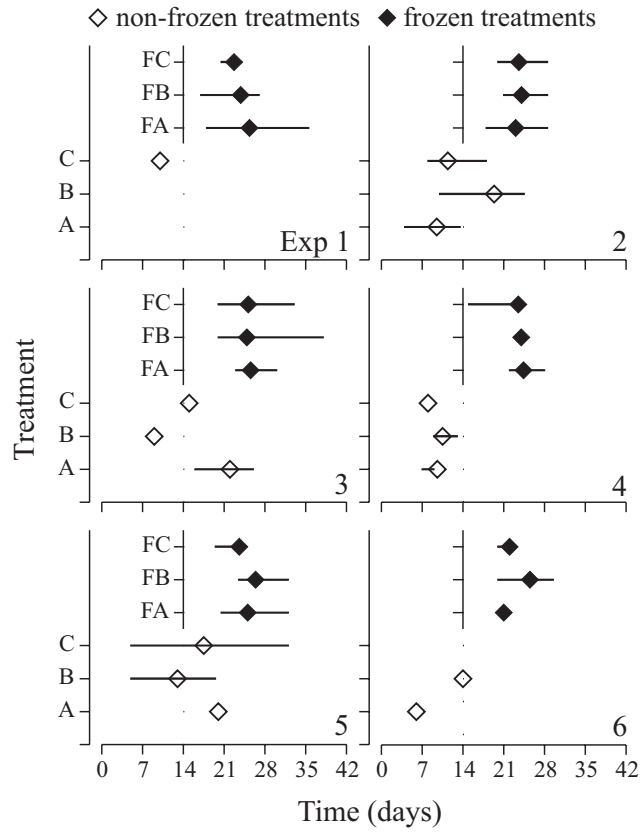 non-frozen treatments frozen treatments
FC
FB
FA
C
B
A
Exp 1
2
FC
FB
FA
C
B
A
3
4
FC
FB
FA
C
B
A
5
6
Treatment
0 7 14 21 28 35 42 0 7 14 21 28 35 42
Time (days)